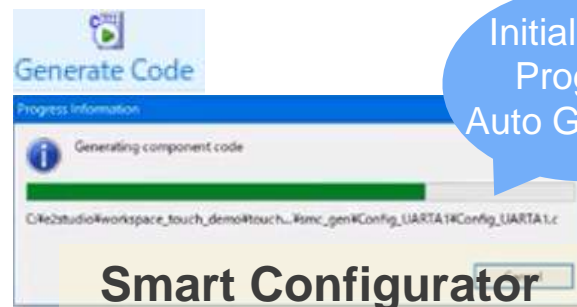 Generate Code
Initial
Prog
Auto G
Progress Information
Generating component code
C:¥e2studio¥workspace_touch_demo¥touch...¥smc_gen¥Config_UARTA1¥Config_UARTA1.c
Smart Configurator